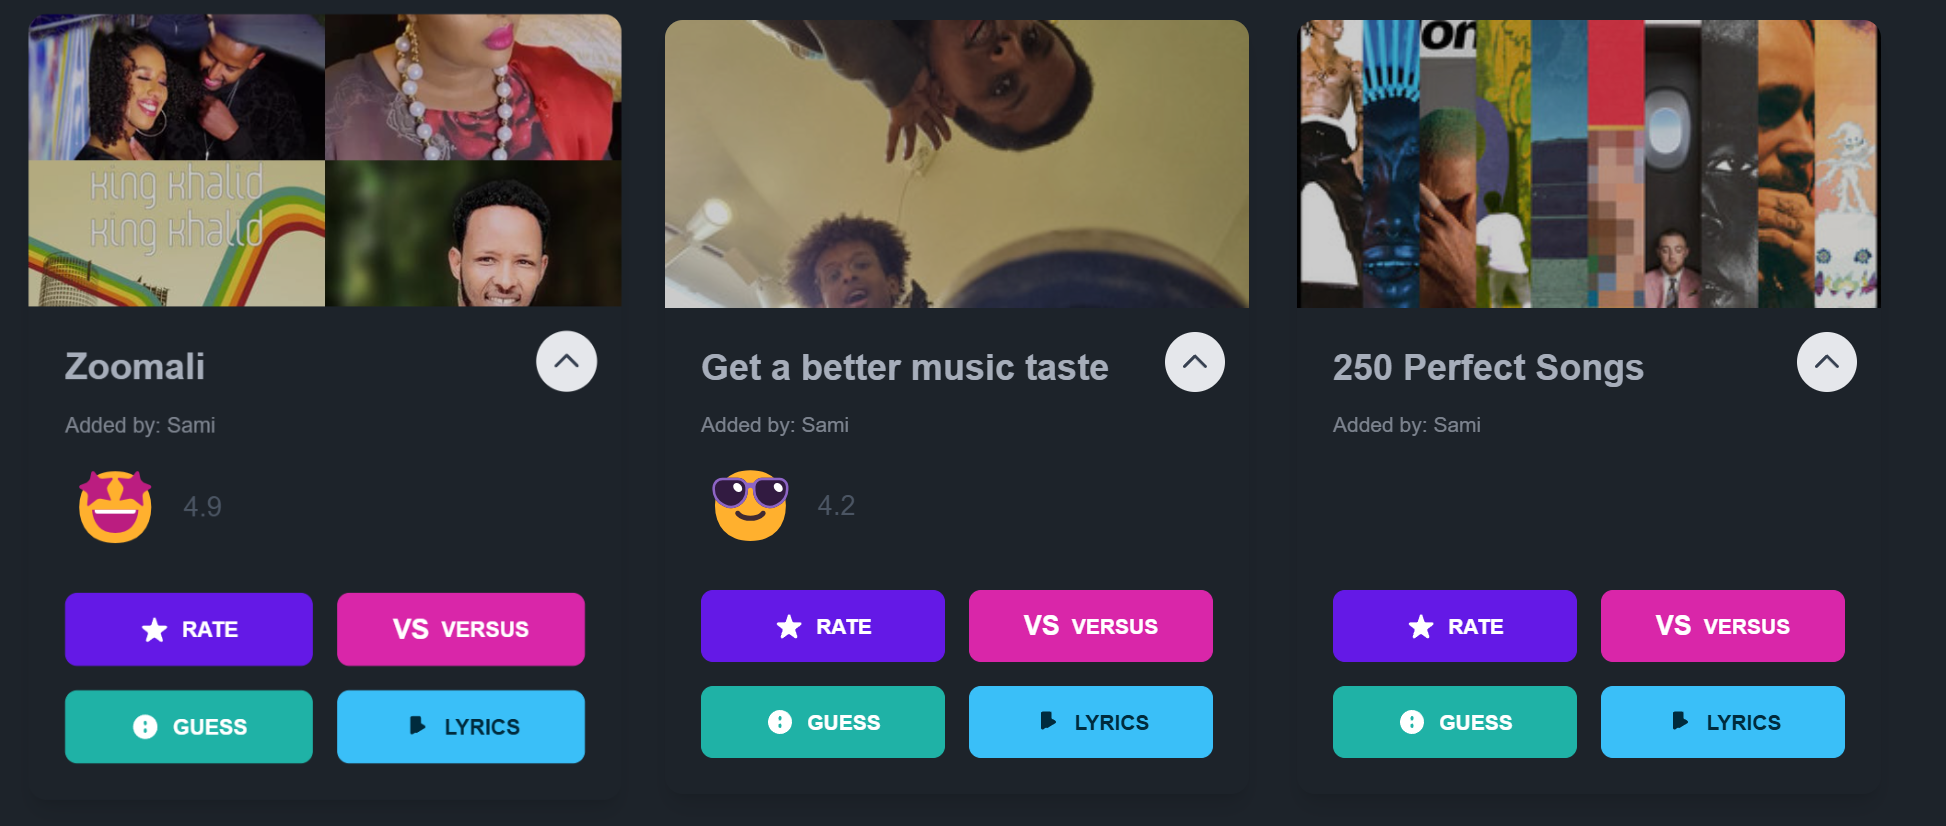 king khalid
king khalid
Zoomali
Added by: Sami
4.9
RATE
VS VERSUS
GUESS
LYRICS
Get a better music taste
Added by: Sami
4.2
RATE
VS VERSUS
GUESS
LYRICS
on
250 Perfect Songs
Added by: Sami
RATE
VS VERSUS
GUESS
LYRICS